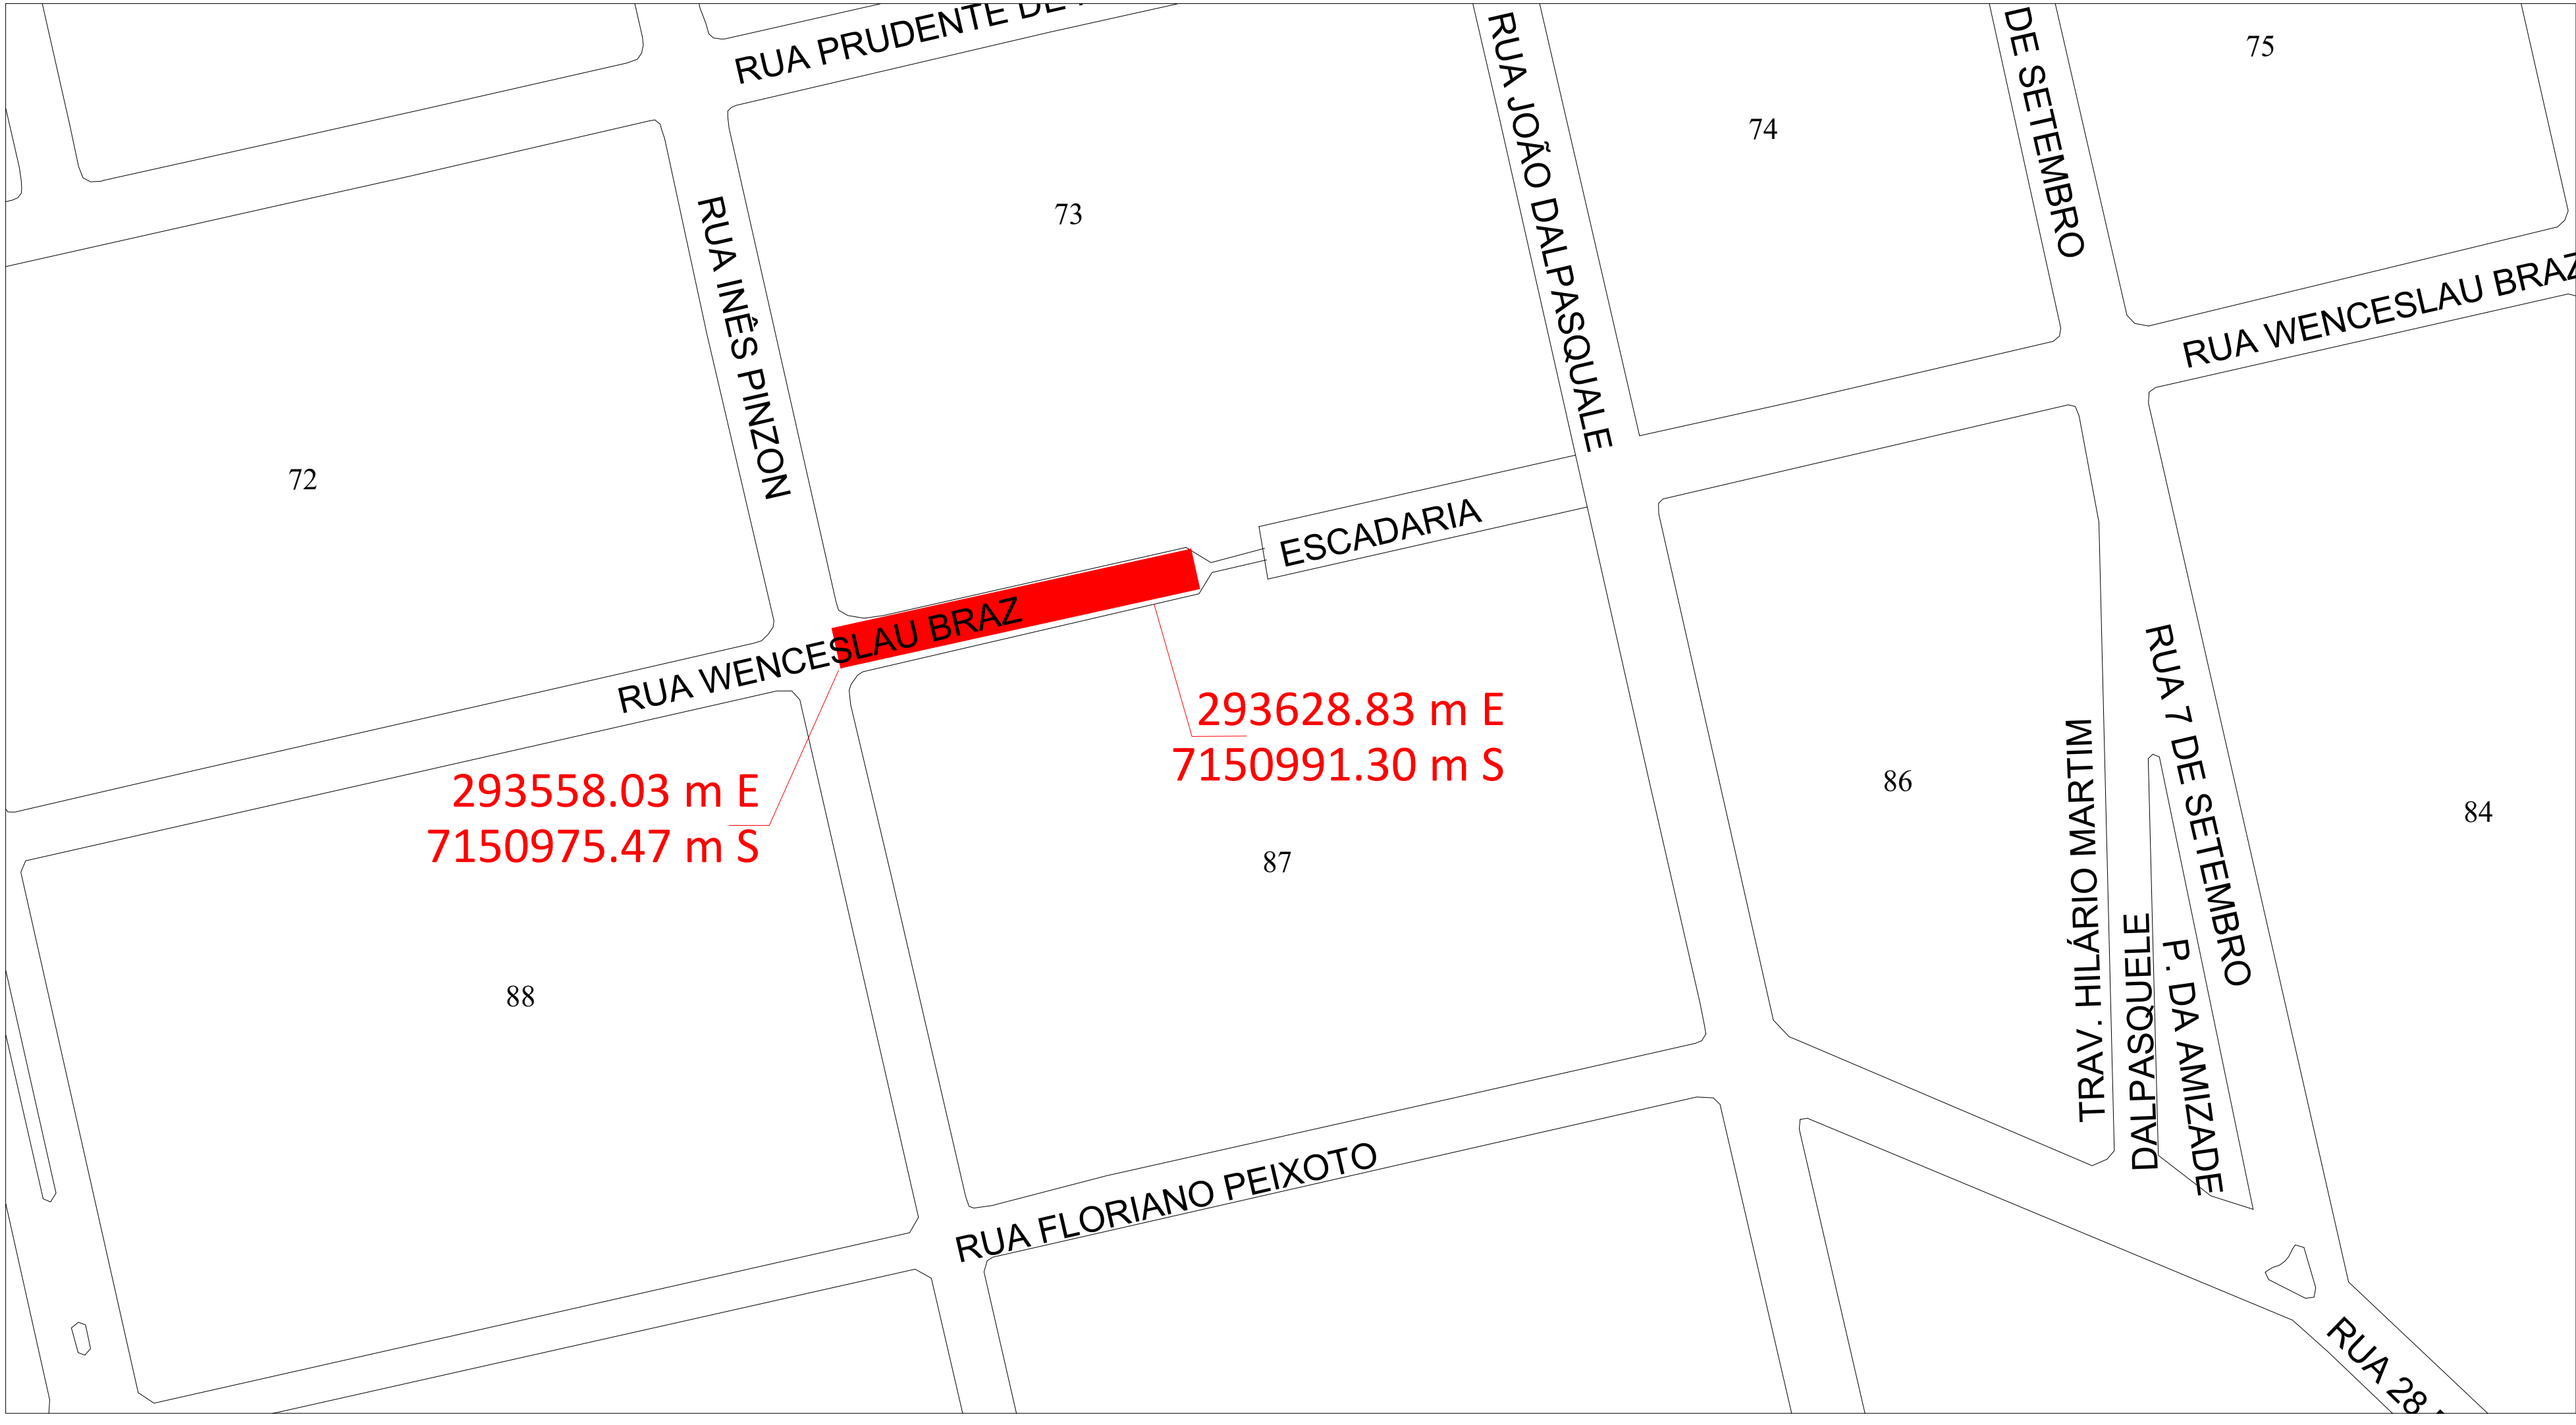 RUA PRUDENTE DE
RUA JOÃO DALPASQUALE
DE SETEMBRO
75
74
73
RUA INÊS PINZON
RUA WENCESLAU BRAZ
72
ESCADARIA
RUA WENCESLAU BRAZ
293628.83 m E
7150991.30 m S
293558.03 m E
7150975.47 m S
RUA 7 DE SETEMBRO
TRAV. HILÁRIO MARTIM
DALPASQUELE
P. DA AMIZADE
86
84
87
88
RUA FLORIANO PEIXOTO
RUA 28